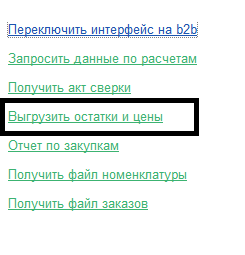 Переключить интерфейс на b2b
Запросить данные по расчетам
Получить акт сверки
Выгрузить остатки и цены
Отчет по закупкам
Получить файл номенклатуры
Получить файл заказов